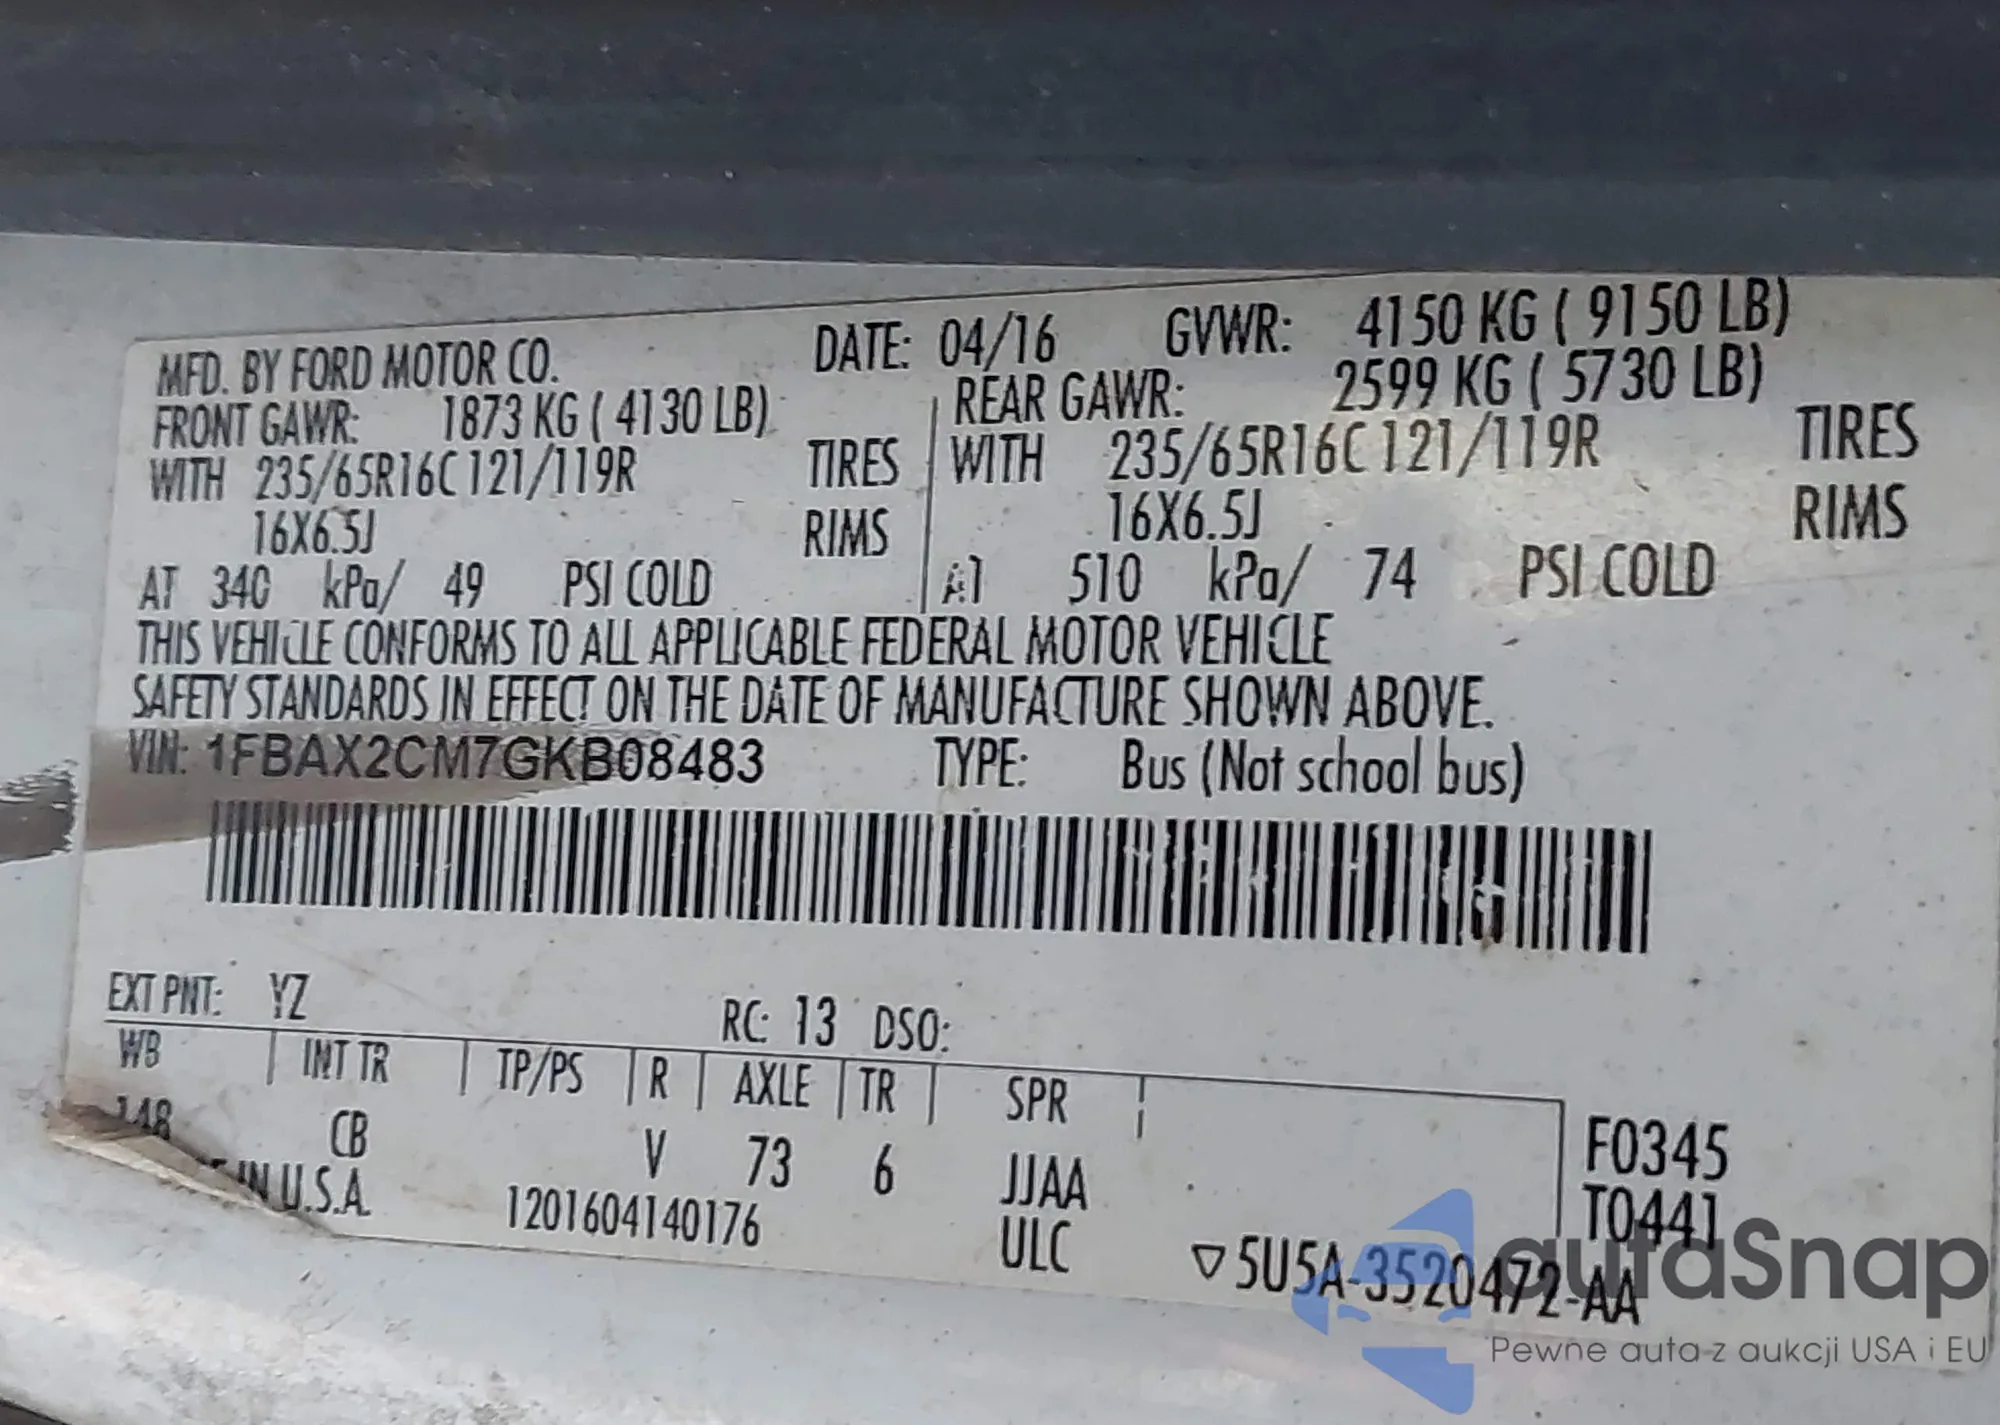 MFD. BY FORD MOTOR CO. DATE: 04/16 GVWR: 4150 KG ( 9150 LB)
FRONT GAWR: 1873 KG ( 4130 LB) REAR GAWR: 2599 KG ( 5730 LB)
WITH 235/65R16C 121/119R TIRES WITH 235/65R16C 121/119R TIRES
16X6.5J RIMS 16X6.5J RIMS
AT 340 kPa/ 49 PSI COLD AT 510 kPa/ 74 PSI COLD
THIS VEHICLE CONFORMS TO ALL APPLICABLE FEDERAL MOTOR VEHICLE
SAFETY STANDARDS IN EFFECT ON THE DATE OF MANUFACTURE SHOWN ABOVE.
VIN: 1FBAX2CM7GKB08483 TYPE: Bus (Not school bus)
EXT PNT: YZ RC: 13 DSO:
WB INT TR TP/PS R AXLE TR SPR
148 CB V 73 6 JJAA F0345
IN U.S.A. 1201604140176 ULC T0441
▽5U5A-3520472-AA
autaSnap
Pewne auta z aukcji USA i EU